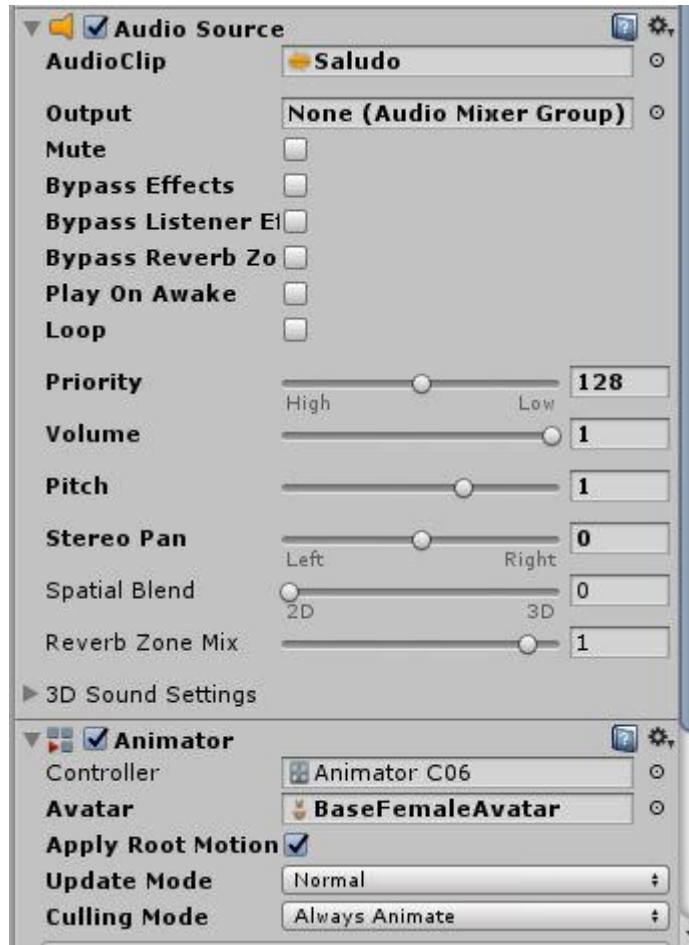 Audio Source
AudioClip Saludo
Output None (Audio Mixer Group)
Mute
Bypass Effects
Bypass Listener Ef
Bypass Reverb Zo
Play On Awake
Loop
Priority 128
High Low
Volume 1
Pitch 1
Stereo Pan 0
Left Right
Spatial Blend 0
2D 3D
Reverb Zone Mix 1
3D Sound Settings
Animator
Controller Animator C06
Avatar BaseFemaleAvatar
Apply Root Motion
Update Mode Normal
Culling Mode Always Animate